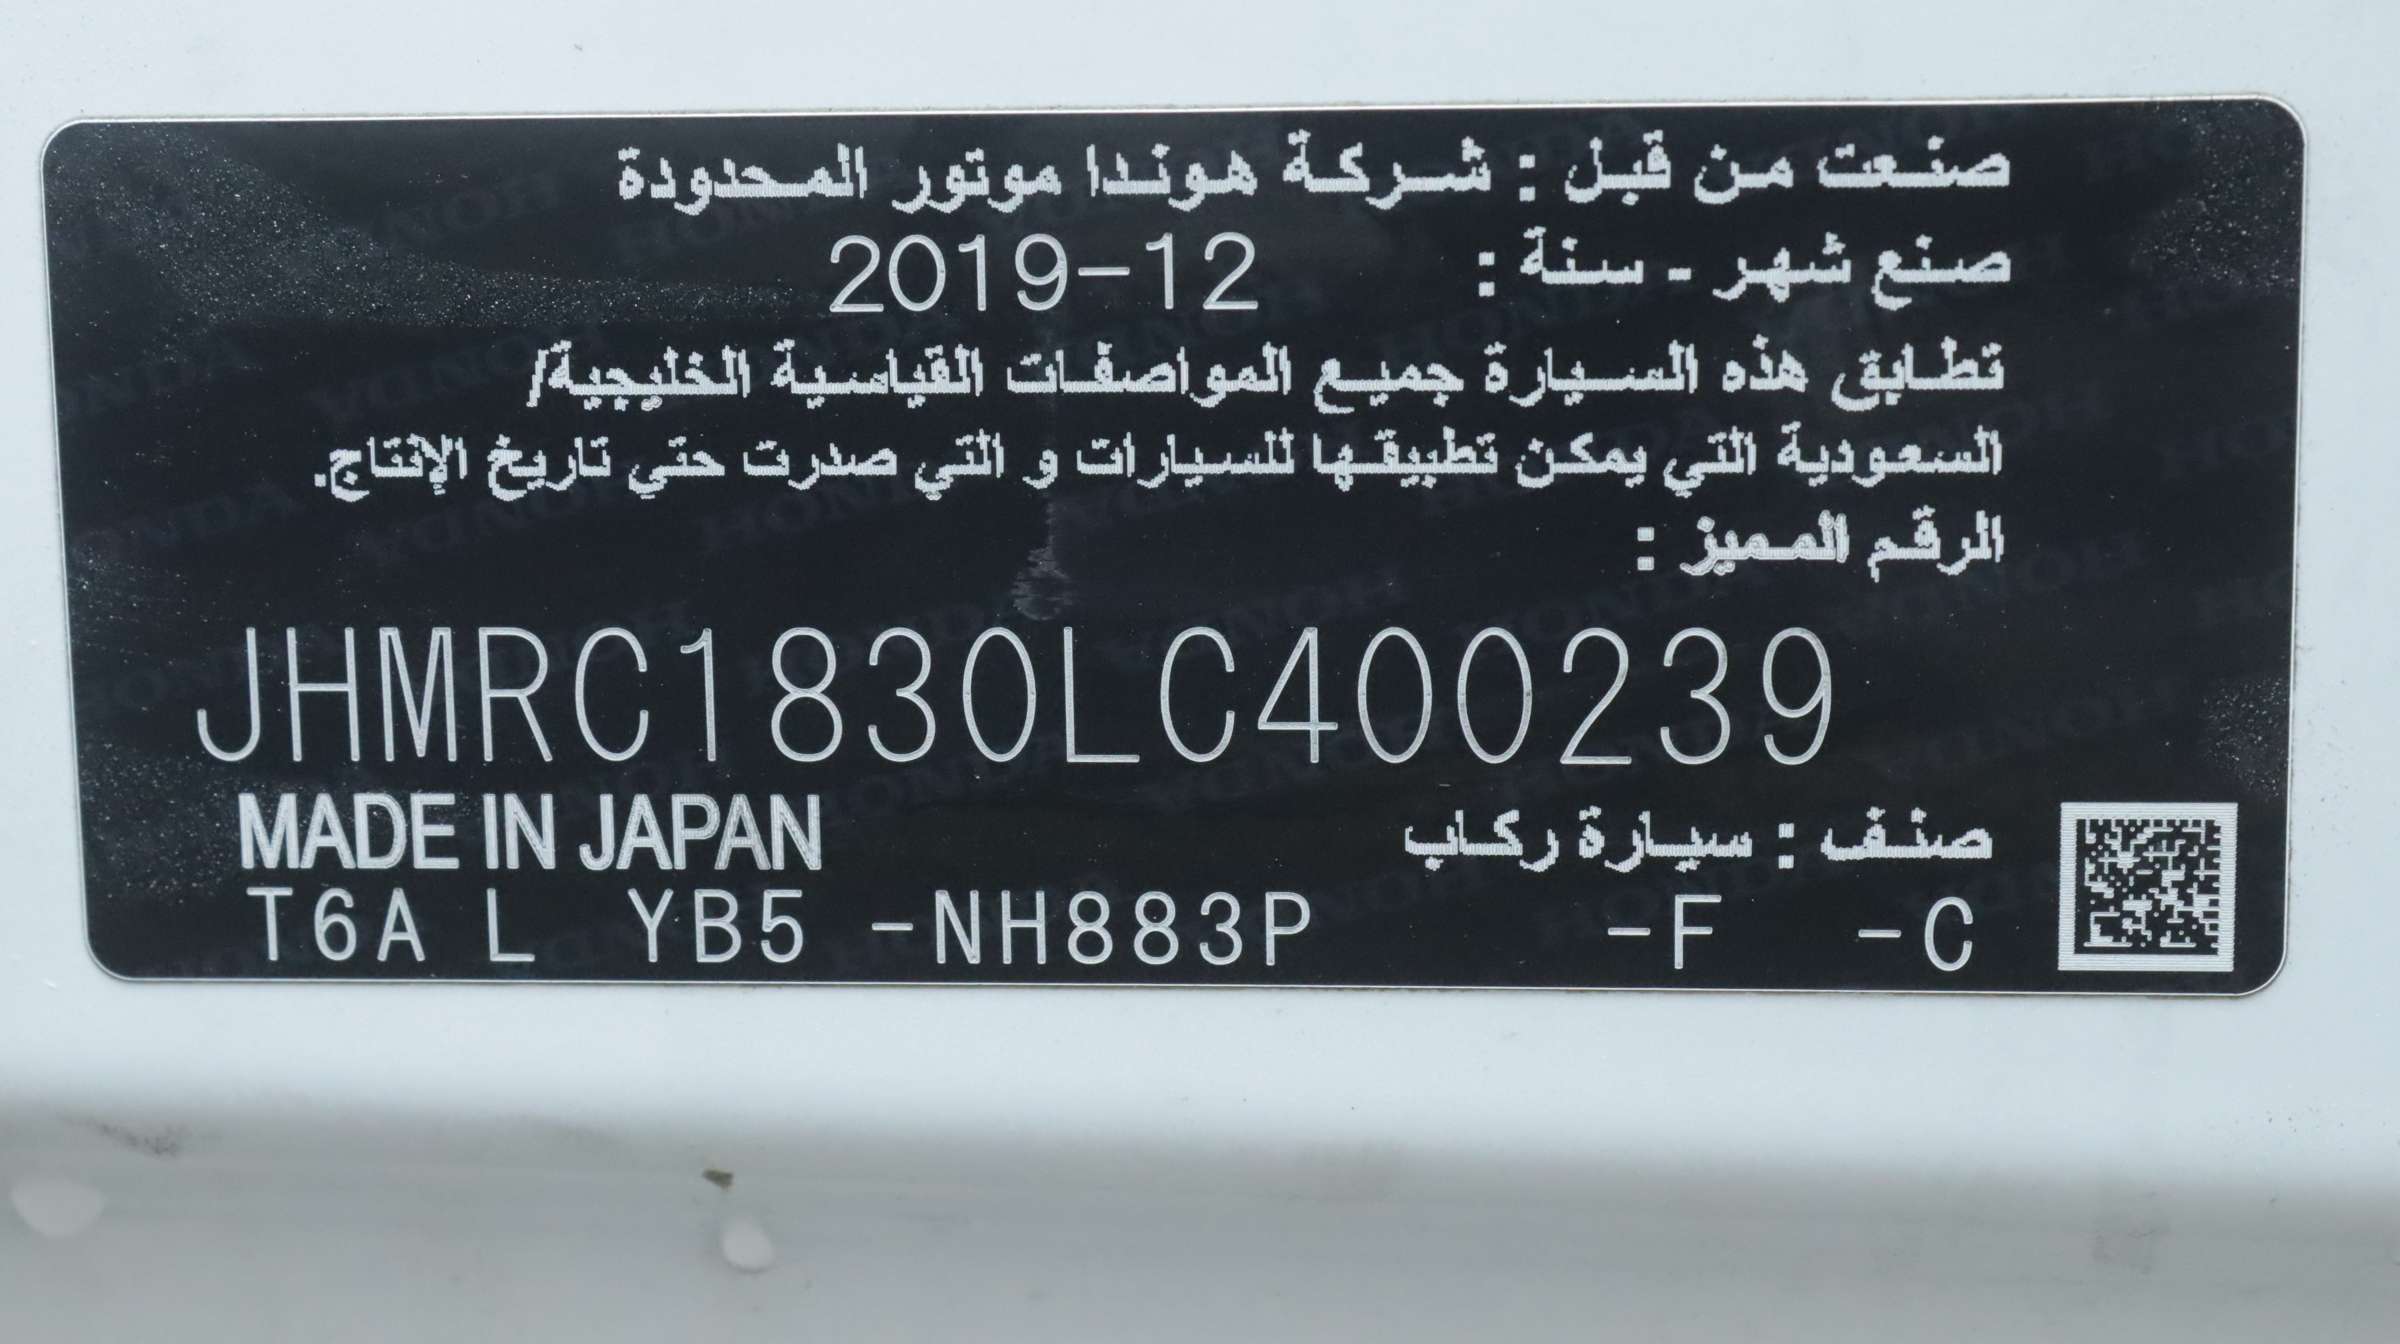 صنعت من قبل : شركة هوندا موتور المحدودة
صنع شهر - سنة : 2019-12
تطابق هذه السيارة جميع المواصفات القياسية الخليجية/
السعودية التي يمكن تطبيقها للسيارات و التي صدرت حتي تاريخ الإنتاج.
الرقم المميز :
JHMRC1830LC400239
MADE IN JAPAN
صنف : سيارة ركاب
T6A L YB5 -NH883P -F -C